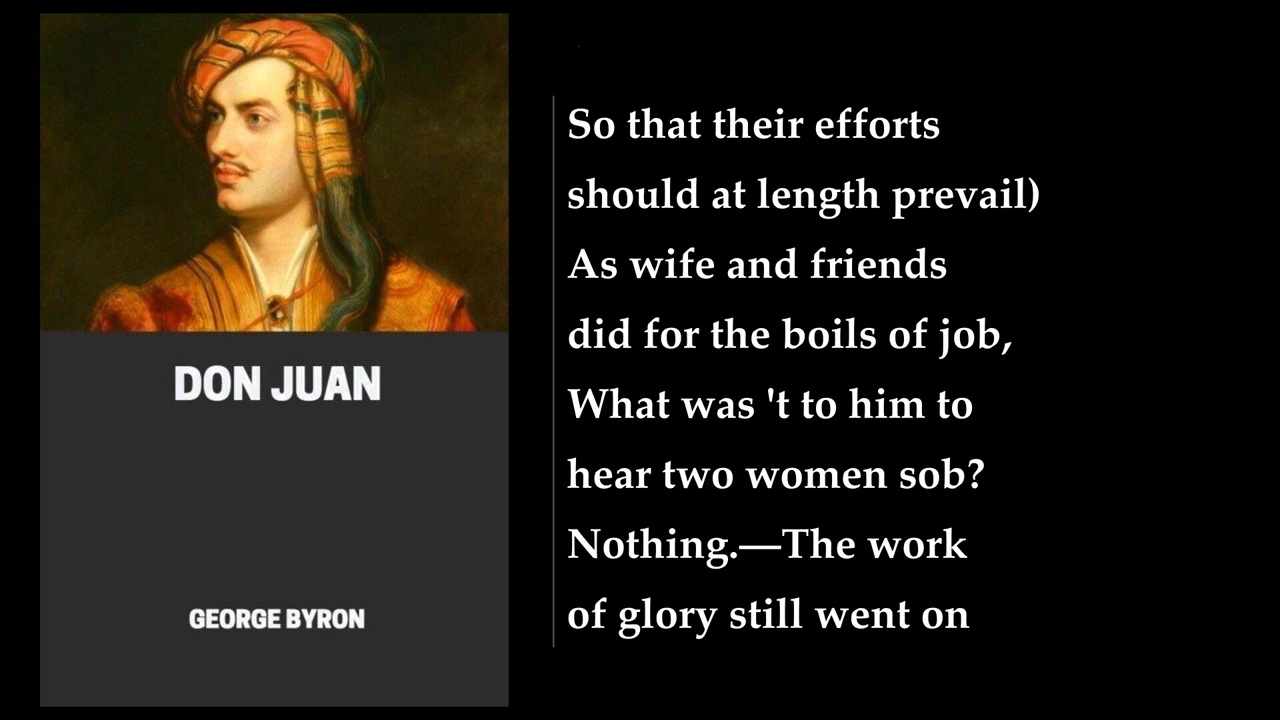 DON JUAN
GEORGE BYRON
So that their efforts
should at length prevail)
As wife and friends
did for the boils of job,
What was 't to him to
hear two women sob?
Nothing.—The work
of glory still went on